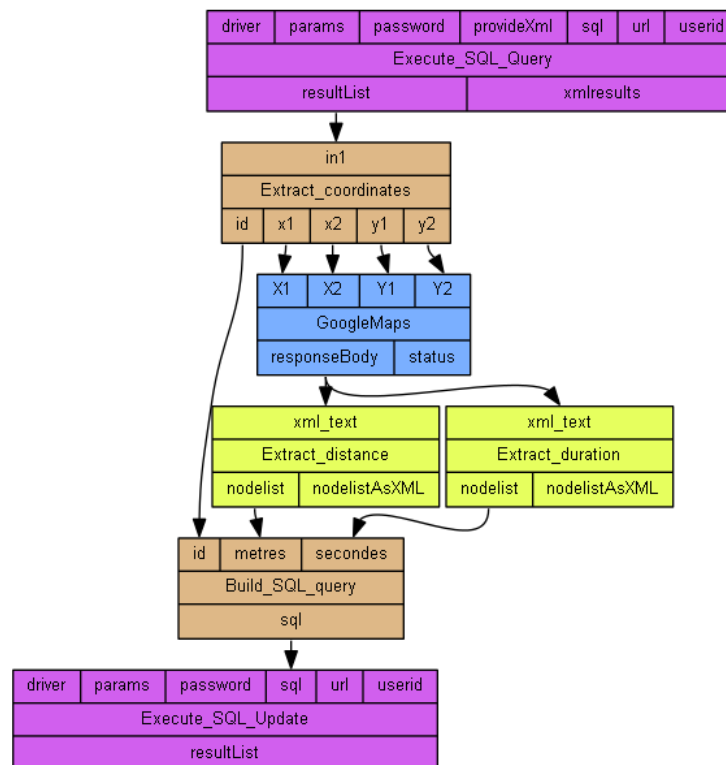 driver params password provideXml sql url userid
Execute_SQL_Query
resultList xmlresults
in1
Extract_coordinates
id x1 x2 y1 y2
X1 X2 Y1 Y2
GoogleMaps
responseBody status
xml_text xml_text
Extract_distance Extract_duration
nodelist nodelistAsXML nodelist nodelistAsXML
id metres secondes
Build_SQL_query
sql
driver params password sql url userid
Execute_SQL_Update
resultList